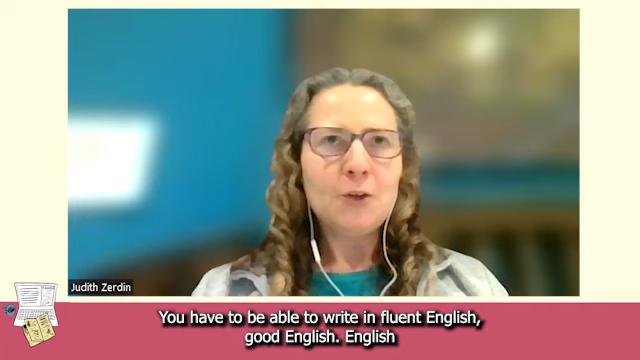 Judith Zerdin
You have to be able to write in fluent English,
good English. English